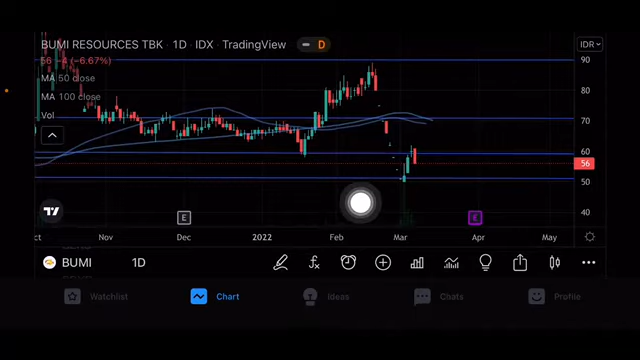 BUMI RESOURCES TBK · 1D · IDX · TradingView
D
IDR
56 −4 (−6.67%)
MA 50 close
MA 100 close
Vol
90
80
70
60
56
50
40
E
E
Nov
Dec
2022
Feb
Mar
Apr
May
BUMI
1D
Watchlist
Chart
Ideas
Chats
Profile